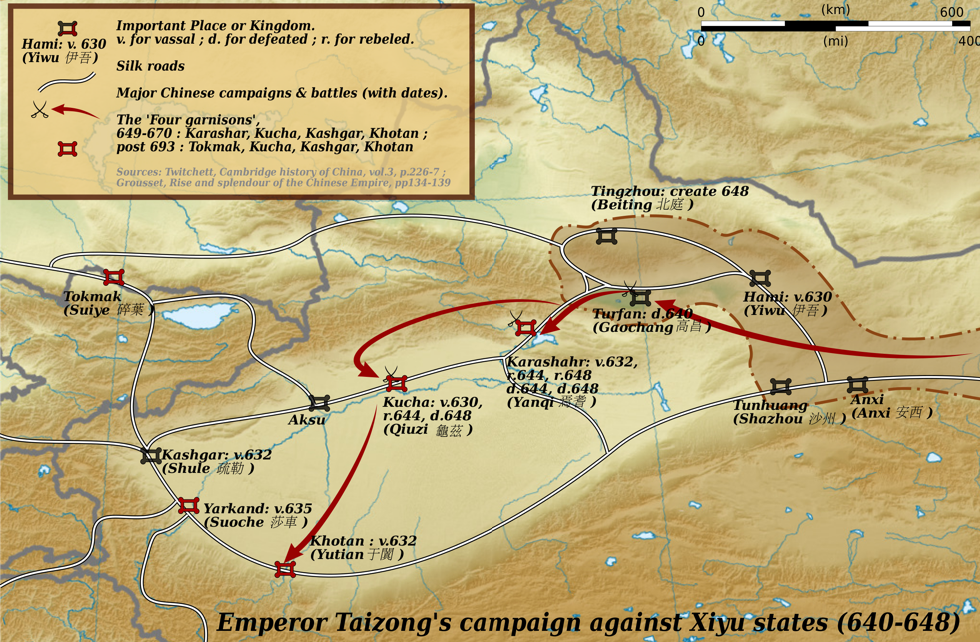 Important Place or Kingdom.
v. for vassal ; d. for defeated ; r. for rebeled.
Hami: v. 630
(Yiwu 伊吾)
Silk roads
Major Chinese campaigns & battles (with dates).
The 'Four garnisons',
649-670 : Karashar, Kucha, Kashgar, Khotan ;
post 693 : Tokmak, Kucha, Kashgar, Khotan
Sources: Twitchett, Cambridge history of China, vol.3, p.226-7 ;
Grousset, Rise and splendour of the Chinese Empire, pp134-139
0 (km) 600
0 (mi) 400
Tingzhou: create 648
(Beiting 北庭 )
Tokmak
(Suiye 碎葉 )
Hami: v.630
(Yiwu 伊吾 )
Turfan: d.640
(Gaochang 高昌 )
Karashahr: v.632,
r.644, r.648
d.644, d.648
(Yanqi 焉耆 )
Kucha: v.630,
r.644, d.648
(Qiuzi 龜茲 )
Aksu
Tunhuang
(Shazhou 沙州 )
Anxi
(Anxi 安西 )
Kashgar: v.632
(Shule 疏勒 )
Yarkand: v.635
(Suoche 莎車 )
Khotan : v.632
(Yutian 于闐 )
Emperor Taizong's campaign against Xiyu states (640-648)